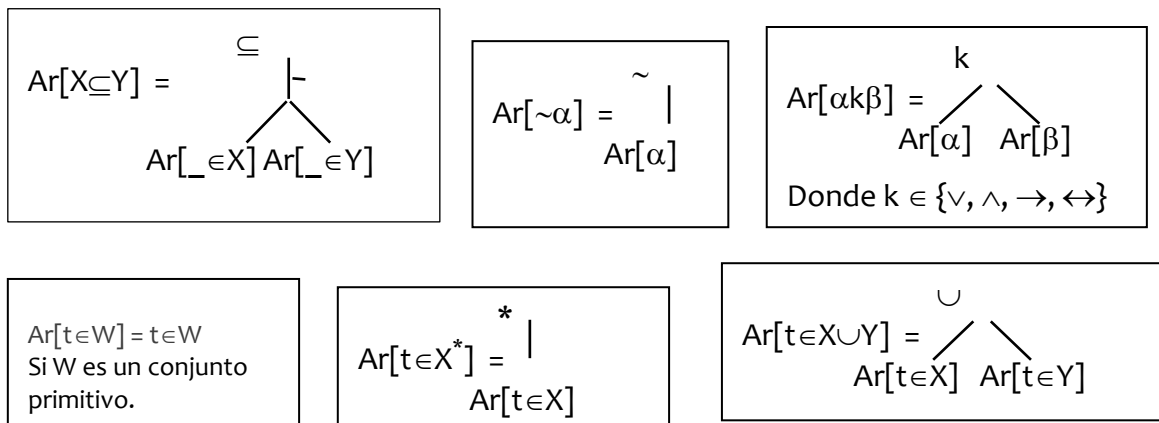 ⊆
Ar[X⊆Y] =
Ar[_∈X] Ar[_∈Y]
~
Ar[~α] =
Ar[α]
k
Ar[αkβ] =
Ar[α] Ar[β]
Donde k ∈ {∨, ∧, →, ↔}
Ar[t∈W] = t∈W
Si W es un conjunto
primitivo.
*
Ar[t∈X*] =
Ar[t∈X]
∪
Ar[t∈X∪Y] =
Ar[t∈X] Ar[t∈Y]